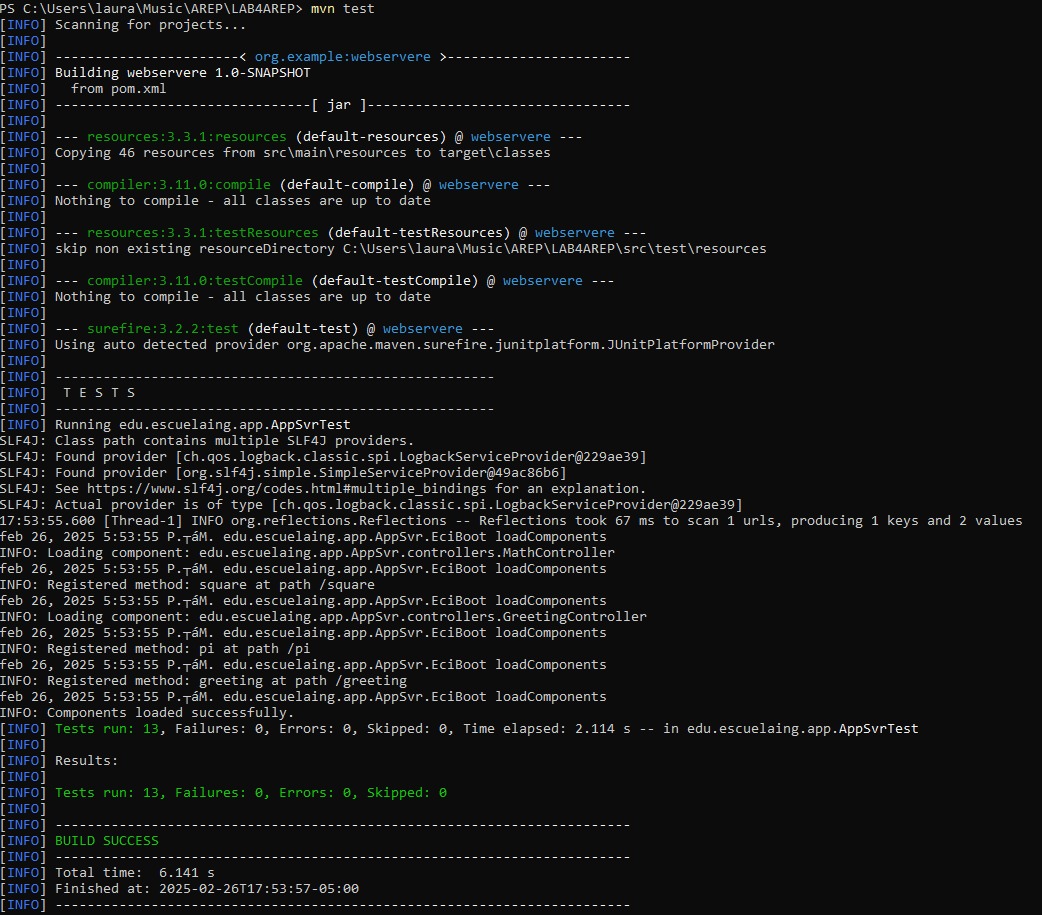 PS C:\Users\laura\Music\AREP\LAB4AREP> mvn test
[INFO] Scanning for projects...
[INFO]
[INFO] -----------------------< org.example:webservere >-----------------------
[INFO] Building webservere 1.0-SNAPSHOT
[INFO]   from pom.xml
[INFO] --------------------------------[ jar ]---------------------------------
[INFO]
[INFO] --- resources:3.3.1:resources (default-resources) @ webservere ---
[INFO] Copying 46 resources from src\main\resources to target\classes
[INFO]
[INFO] --- compiler:3.11.0:compile (default-compile) @ webservere ---
[INFO] Nothing to compile - all classes are up to date
[INFO]
[INFO] --- resources:3.3.1:testResources (default-testResources) @ webservere ---
[INFO] skip non existing resourceDirectory C:\Users\laura\Music\AREP\LAB4AREP\src\test\resources
[INFO]
[INFO] --- compiler:3.11.0:testCompile (default-testCompile) @ webservere ---
[INFO] Nothing to compile - all classes are up to date
[INFO]
[INFO] --- surefire:3.2.2:test (default-test) @ webservere ---
[INFO] Using auto detected provider org.apache.maven.surefire.junitplatform.JUnitPlatformProvider
[INFO]
[INFO] -------------------------------------------------------
[INFO]  T E S T S
[INFO] -------------------------------------------------------
[INFO] Running edu.escuelaing.app.AppSvrTest
SLF4J: Class path contains multiple SLF4J providers.
SLF4J: Found provider [ch.qos.logback.classic.spi.LogbackServiceProvider@229ae39]
SLF4J: Found provider [org.slf4j.simple.SimpleServiceProvider@49ac86b6]
SLF4J: See https://www.slf4j.org/codes.html#multiple_bindings for an explanation.
SLF4J: Actual provider is of type [ch.qos.logback.classic.spi.LogbackServiceProvider@229ae39]
17:53:55.600 [Thread-1] INFO org.reflections.Reflections -- Reflections took 67 ms to scan 1 urls, producing 1 keys and 2 values
feb 26, 2025 5:53:55 P.┬áM. edu.escuelaing.app.AppSvr.EciBoot loadComponents
INFO: Loading component: edu.escuelaing.app.AppSvr.controllers.MathController
feb 26, 2025 5:53:55 P.┬áM. edu.escuelaing.app.AppSvr.EciBoot loadComponents
INFO: Registered method: square at path /square
feb 26, 2025 5:53:55 P.┬áM. edu.escuelaing.app.AppSvr.EciBoot loadComponents
INFO: Loading component: edu.escuelaing.app.AppSvr.controllers.GreetingController
feb 26, 2025 5:53:55 P.┬áM. edu.escuelaing.app.AppSvr.EciBoot loadComponents
INFO: Registered method: pi at path /pi
feb 26, 2025 5:53:55 P.┬áM. edu.escuelaing.app.AppSvr.EciBoot loadComponents
INFO: Registered method: greeting at path /greeting
feb 26, 2025 5:53:55 P.┬áM. edu.escuelaing.app.AppSvr.EciBoot loadComponents
INFO: Components loaded successfully.
[INFO] Tests run: 13, Failures: 0, Errors: 0, Skipped: 0, Time elapsed: 2.114 s -- in edu.escuelaing.app.AppSvrTest
[INFO]
[INFO] Results:
[INFO]
[INFO] Tests run: 13, Failures: 0, Errors: 0, Skipped: 0
[INFO]
[INFO] ------------------------------------------------------------------------
[INFO] BUILD SUCCESS
[INFO] ------------------------------------------------------------------------
[INFO] Total time:  6.141 s
[INFO] Finished at: 2025-02-26T17:53:57-05:00
[INFO] ------------------------------------------------------------------------